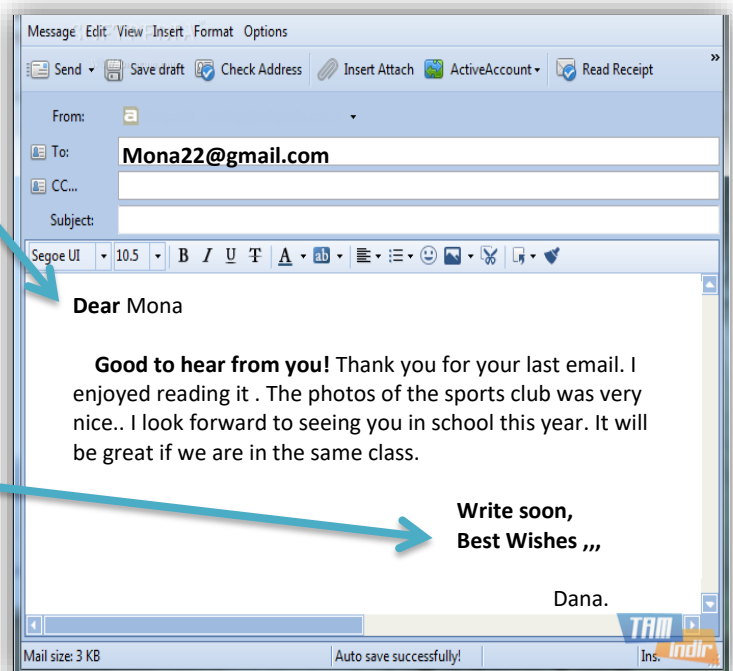 Message Edit View Insert Format Options
Send Save draft Check Address Insert Attach ActiveAccount Read Receipt »
From: a
To: Mona22@gmail.com
CC...
Subject:
Segoe UI 10.5 B I U T A ab
Dear Mona
Good to hear from you! Thank you for your last email. I
enjoyed reading it . The photos of the sports club was very
nice.. I look forward to seeing you in school this year. It will
be great if we are in the same class.
Write soon,
Best Wishes ,,,
Dana.
TAM
indir
Mail size: 3 KB Auto save successfully! Ins.